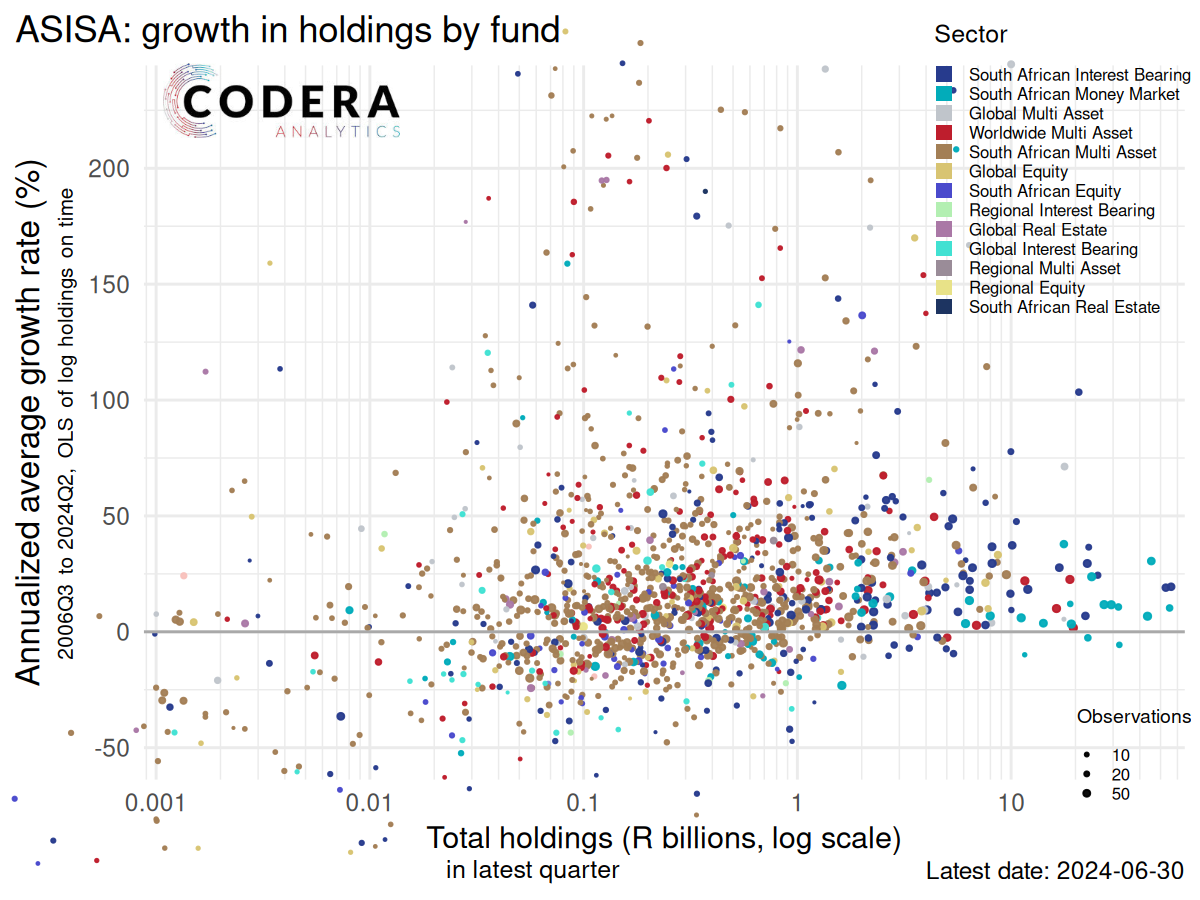 ASISA: growth in holdings by fund
CODERA
ANALYTICS
Sector
South African Interest Bearing
South African Money Market
Global Multi Asset
Worldwide Multi Asset
South African Multi Asset
Global Equity
South African Equity
Regional Interest Bearing
Global Real Estate
Global Interest Bearing
Regional Multi Asset
Regional Equity
South African Real Estate
Annualized average growth rate (%)
2006Q3 to 2024Q2, OLS of log holdings on time
200
150
100
50
0
-50
Observations
10
20
50
0.001
0.01
0.1
1
10
Total holdings (R billions, log scale)
in latest quarter
Latest date: 2024-06-30